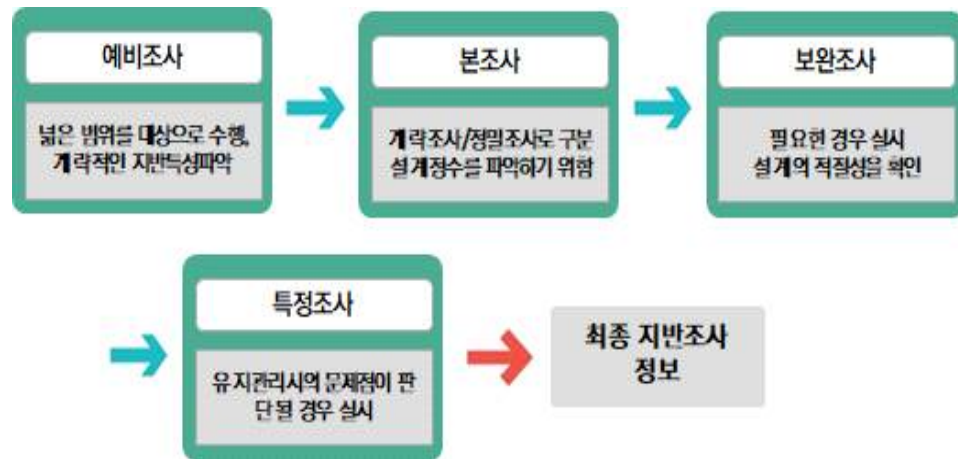 예비조사
넓은 범위를 대상으로 수행,
개략적인 지반특성파악
본조사
개략조사/정밀조사로 구분
설계정수를 파악하기 위함
보완조사
필요한 경우 실시
설계의 적절성을 확인
특정조사
유지관리시의 문제점이 판
단될 경우 실시
최종 지반조사
정보